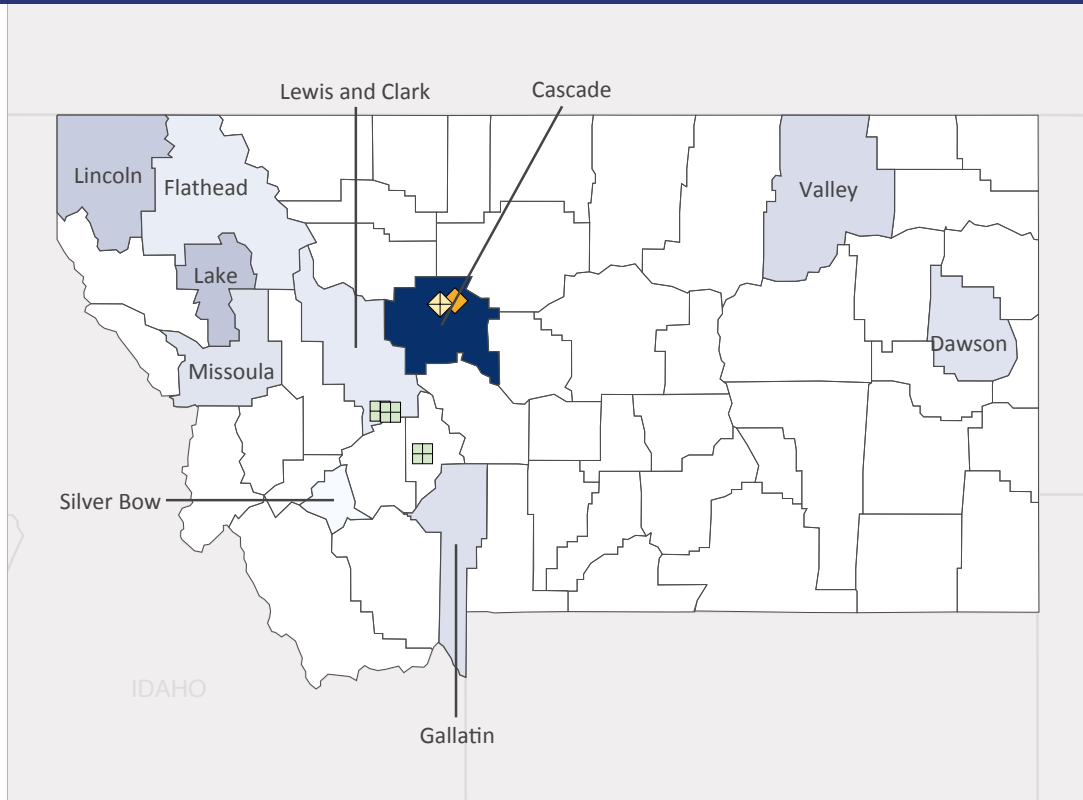 Lewis and Clark
Cascade
Lincoln
Flathead
Valley
Lake
Dawson
Missoula
Silver Bow
IDAHO
Gallatin